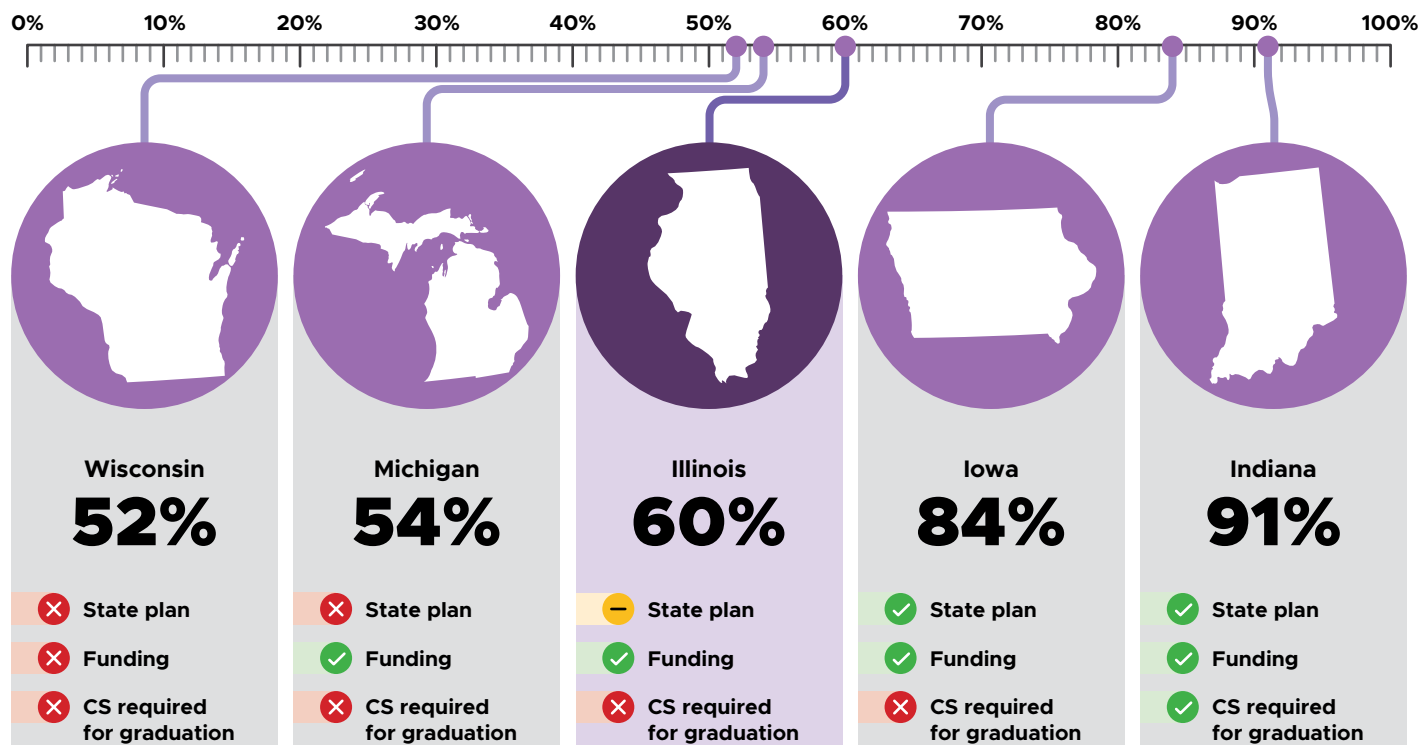 0% 10% 20% 30% 40% 50% 60% 70% 80% 90% 100%
Wisconsin
52%
State plan
Funding
CS required
for graduation
Michigan
54%
State plan
Funding
CS required
for graduation
Illinois
60%
State plan
Funding
CS required
for graduation
Iowa
84%
State plan
Funding
CS required
for graduation
Indiana
91%
State plan
Funding
CS required
for graduation